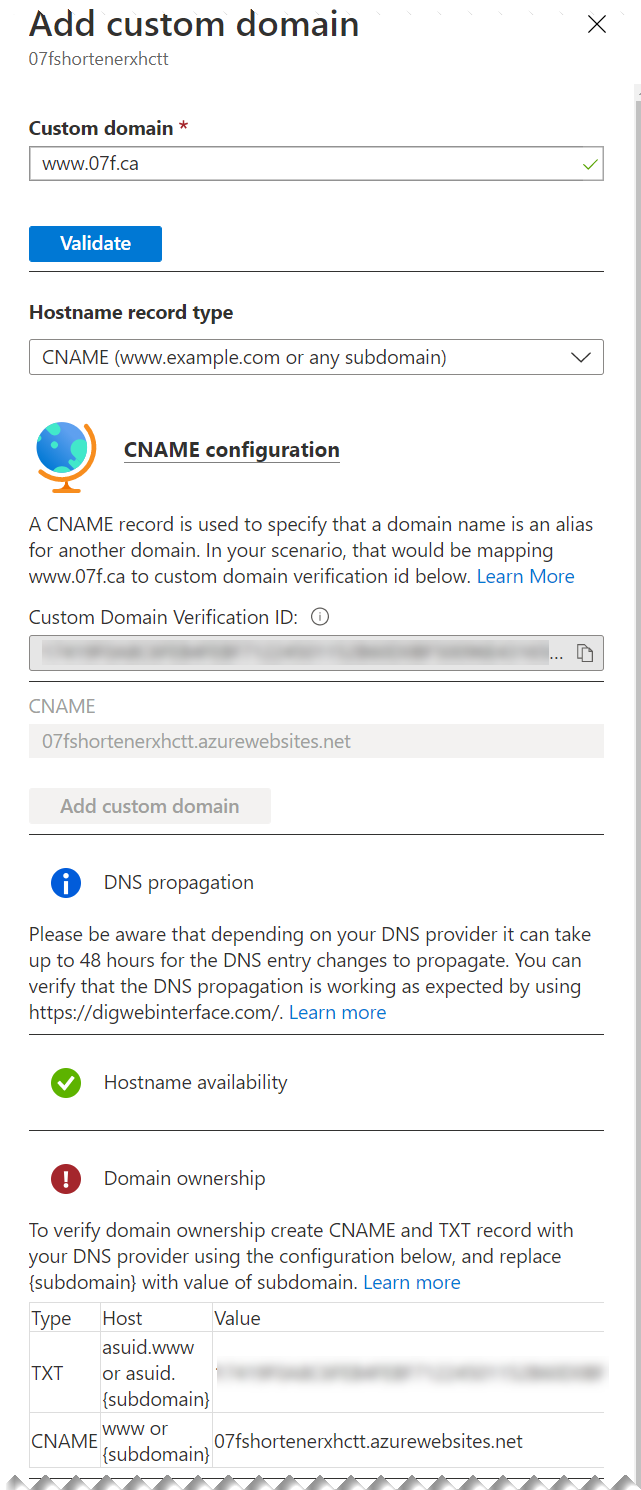 Add custom domain
07fshortenerxhctt
Custom domain *
www.07f.ca
Validate
Hostname record type
CNAME (www.example.com or any subdomain)
CNAME configuration
A CNAME record is used to specify that a domain name is an alias
for another domain. In your scenario, that would be mapping
www.07f.ca to custom domain verification id below. Learn More
Custom Domain Verification ID:
...
CNAME
07fshortenerxhctt.azurewebsites.net
Add custom domain
DNS propagation
Please be aware that depending on your DNS provider it can take
up to 48 hours for the DNS entry changes to propagate. You can
verify that the DNS propagation is working as expected by using
https://digwebinterface.com/. Learn more
Hostname availability
Domain ownership
To verify domain ownership create CNAME and TXT record with
your DNS provider using the configuration below, and replace
{subdomain} with value of subdomain. Learn more
Type Host Value
TXT
asuid.www
or asuid.
{subdomain}
CNAME
www or
{subdomain}
07fshortenerxhctt.azurewebsites.net